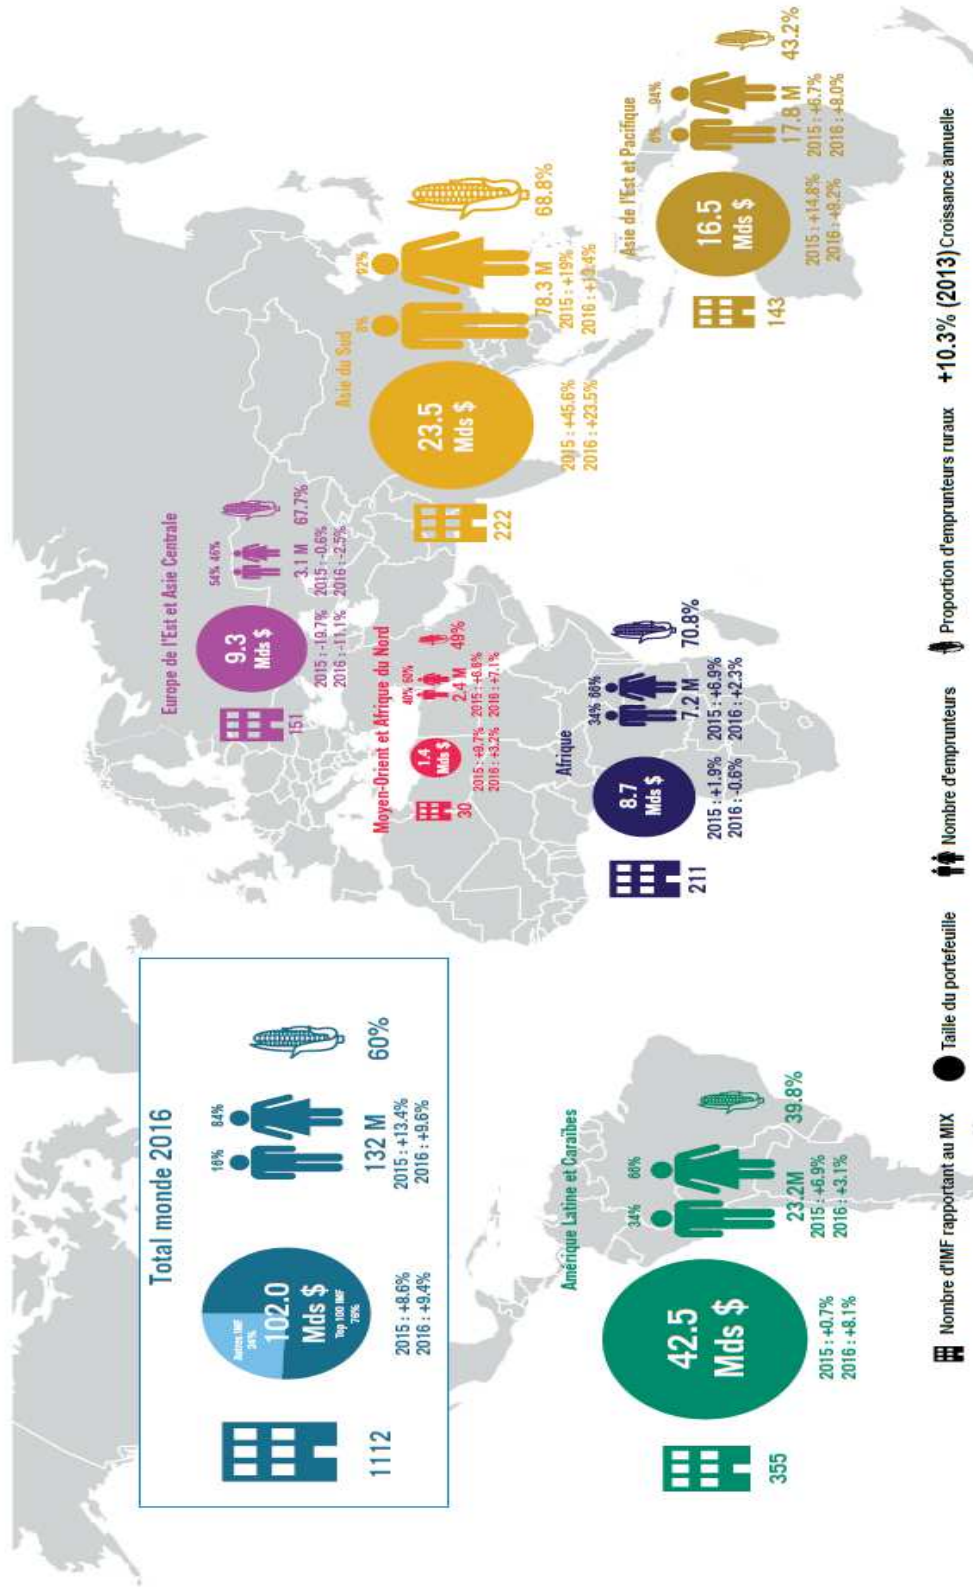 Total monde 2016
1112
Autres IMF
24%
102.0
Mds $
Top 100 IMF
76%
2015 : +8.6%
2016 : +9.4%
16% 84%
132 M
2015 : +13.4%
2016 : +9.6%
60%
Europe de l'Est et Asie Centrale
151
9.3
Mds $
2015 : -19.7%
2016 : -11.1%
54% 46%
3.1 M
2015 : -0.6%
2016 : -2.5%
67.7%
Moyen-Orient et Afrique du Nord
30
1.4
Mds $
2015 : +9.7%
2016 : +3.2%
40% 60%
2.4 M
2015 : +6.6%
2016 : +7.1%
49%
Asie du Sud
222
23.5
Mds $
2015 : +45.6%
2016 : +23.5%
8% 92%
78.3 M
2015 : +19%
2016 : +13.4%
68.8%
Afrique
211
8.7
Mds $
2015 : +1.9%
2016 : -0.6%
34% 66%
7.2 M
2015 : +6.9%
2016 : +2.3%
70.8%
Amérique Latine et Caraïbes
355
42.5
Mds $
2015 : +0.7%
2016 : +8.1%
34% 66%
23.2M
2015 : +6.9%
2016 : +3.1%
39.8%
Asie de l'Est et Pacifique
143
16.5
Mds $
2015 : +14.8%
2016 : +9.2%
6% 94%
17.8 M
2015 : +6.7%
2016 : +8.0%
43.2%
Nombre d'IMF rapportant au MIX
Taille du portefeuille
Nombre d'emprunteurs
Proportion d'emprunteurs ruraux
+10.3% (2013) Croissance annuelle